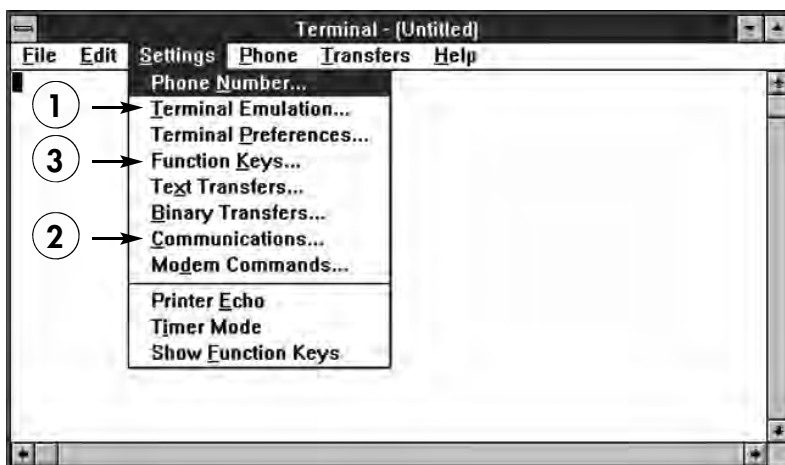 Terminal - (Untitled)
File Edit Settings Phone Transfers Help
Phone Number...
1 Terminal Emulation...
Terminal Preferences...
3 Function Keys...
Text Transfers...
Binary Transfers...
2 Communications...
Modem Commands...
Printer Echo
Timer Mode
Show Function Keys